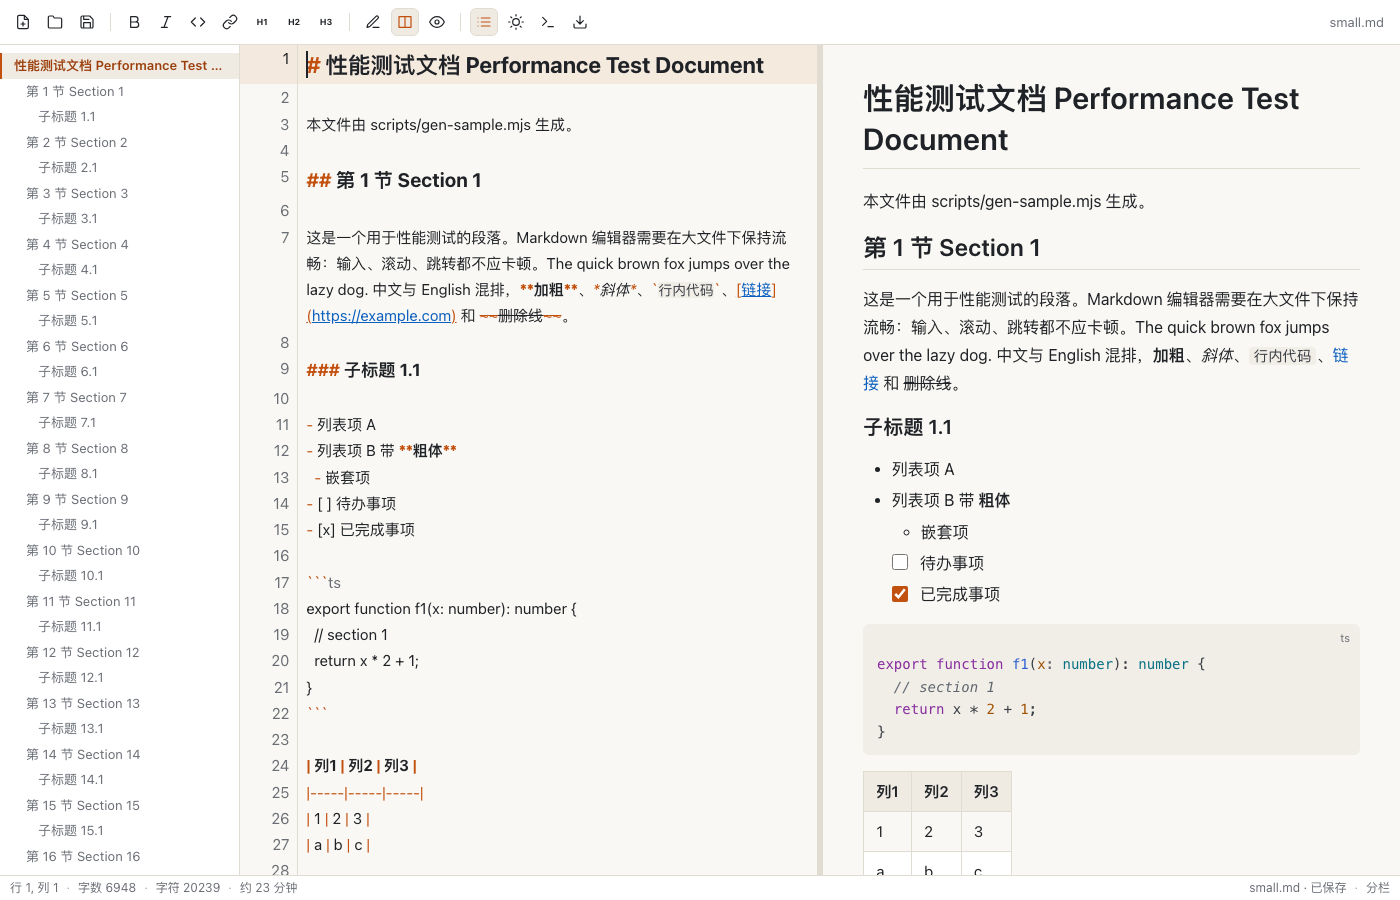 H1 H2 H3 small.md
性能测试文档 Performance Test ...
第 1 节 Section 1
子标题 1.1
第 2 节 Section 2
子标题 2.1
第 3 节 Section 3
子标题 3.1
第 4 节 Section 4
子标题 4.1
第 5 节 Section 5
子标题 5.1
第 6 节 Section 6
子标题 6.1
第 7 节 Section 7
子标题 7.1
第 8 节 Section 8
子标题 8.1
第 9 节 Section 9
子标题 9.1
第 10 节 Section 10
子标题 10.1
第 11 节 Section 11
子标题 11.1
第 12 节 Section 12
子标题 12.1
第 13 节 Section 13
子标题 13.1
第 14 节 Section 14
子标题 14.1
第 15 节 Section 15
子标题 15.1
第 16 节 Section 16
1 # 性能测试文档 Performance Test Document
2
3 本文件由 scripts/gen-sample.mjs 生成。
4
5 ## 第 1 节 Section 1
6
7 这是一个用于性能测试的段落。Markdown 编辑器需要在大文件下保持流
畅：输入、滚动、跳转都不应卡顿。The quick brown fox jumps over the
lazy dog. 中文与 English 混排，**加粗**、*斜体*、`行内代码`、[链接]
(https://example.com) 和 ~~删除线~~。
8
9 ### 子标题 1.1
10
11 - 列表项 A
12 - 列表项 B 带 **粗体**
13   - 嵌套项
14 - [ ] 待办事项
15 - [x] 已完成事项
16
17 ```ts
18 export function f1(x: number): number {
19   // section 1
20   return x * 2 + 1;
21 }
22 ```
23
24 | 列1 | 列2 | 列3 |
25 |-----|-----|-----|
26 | 1 | 2 | 3 |
27 | a | b | c |
28
性能测试文档 Performance Test
Document
本文件由 scripts/gen-sample.mjs 生成。
第 1 节 Section 1
这是一个用于性能测试的段落。Markdown 编辑器需要在大文件下保持
流畅：输入、滚动、跳转都不应卡顿。The quick brown fox jumps
over the lazy dog. 中文与 English 混排，加粗、斜体、行内代码、链
接 和 删除线。
子标题 1.1
• 列表项 A
• 列表项 B 带 粗体
◦ 嵌套项
待办事项
已完成事项
ts
export function f1(x: number): number {
  // section 1
  return x * 2 + 1;
}
列1 列2 列3
1 2 3
a b c
行 1, 列 1 · 字数 6948 · 字符 20239 · 约 23 分钟 small.md · 已保存 · 分栏